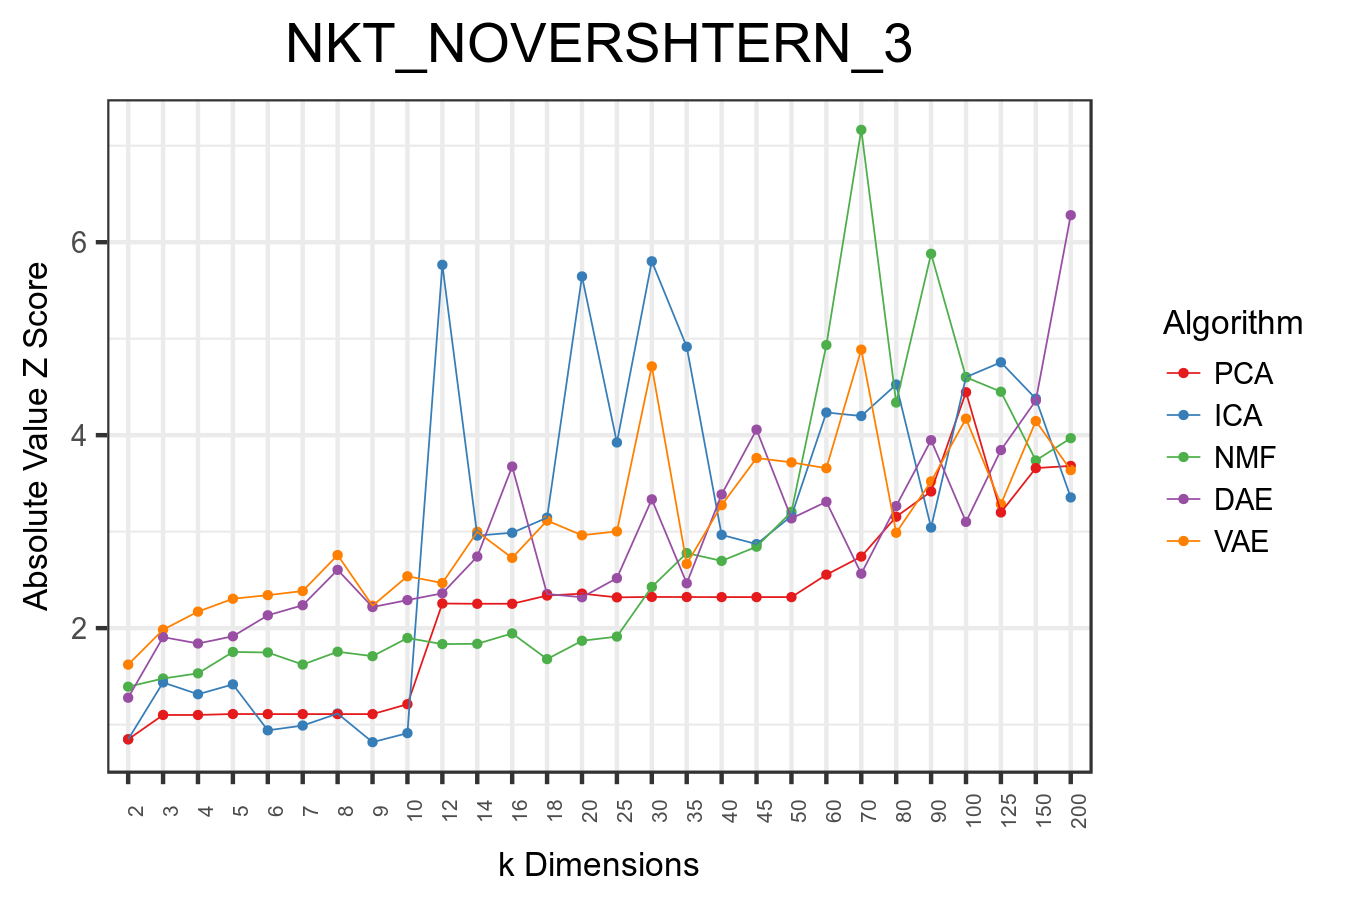 NKT_NOVERSHTERN_3
Absolute Value Z Score
6
4
2
2 3 4 5 6 7 8 9 10 12 14 16 18 20 25 30 35 40 45 50 60 70 80 90 100 125 150 200
k Dimensions
Algorithm
PCA
ICA
NMF
DAE
VAE